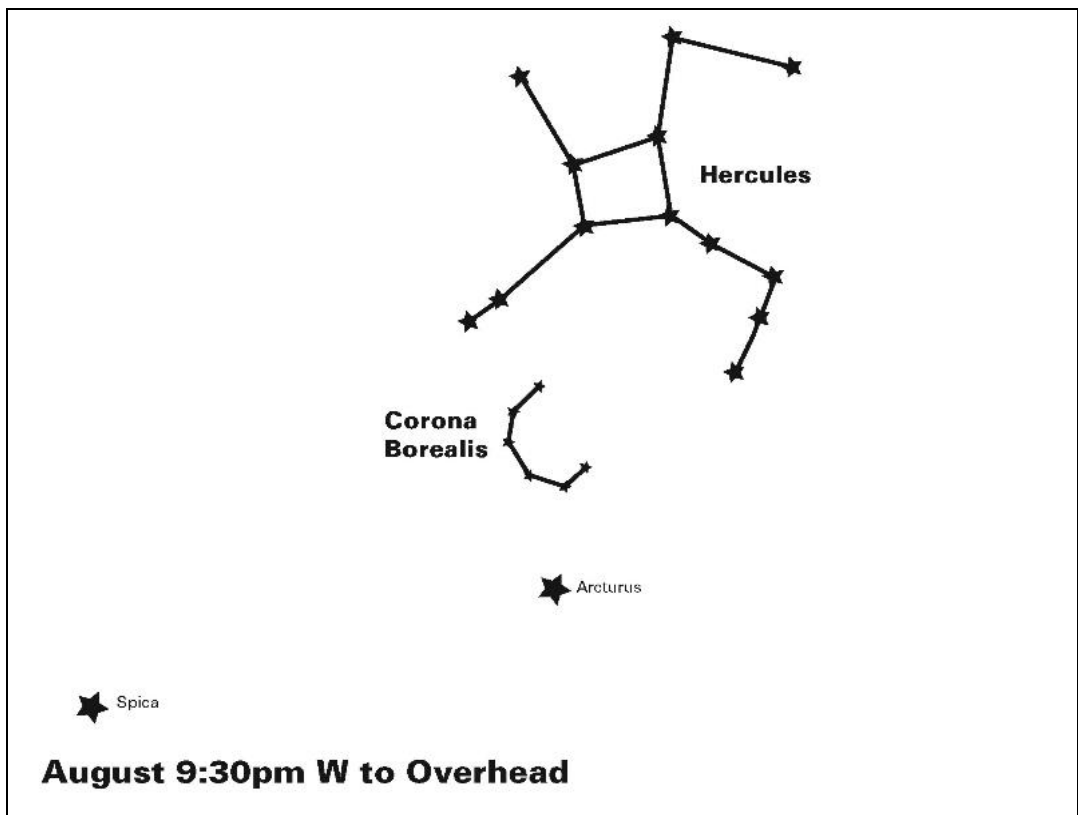 Hercules
Corona
Borealis
Arcturus
Spica
August 9:30pm W to Overhead